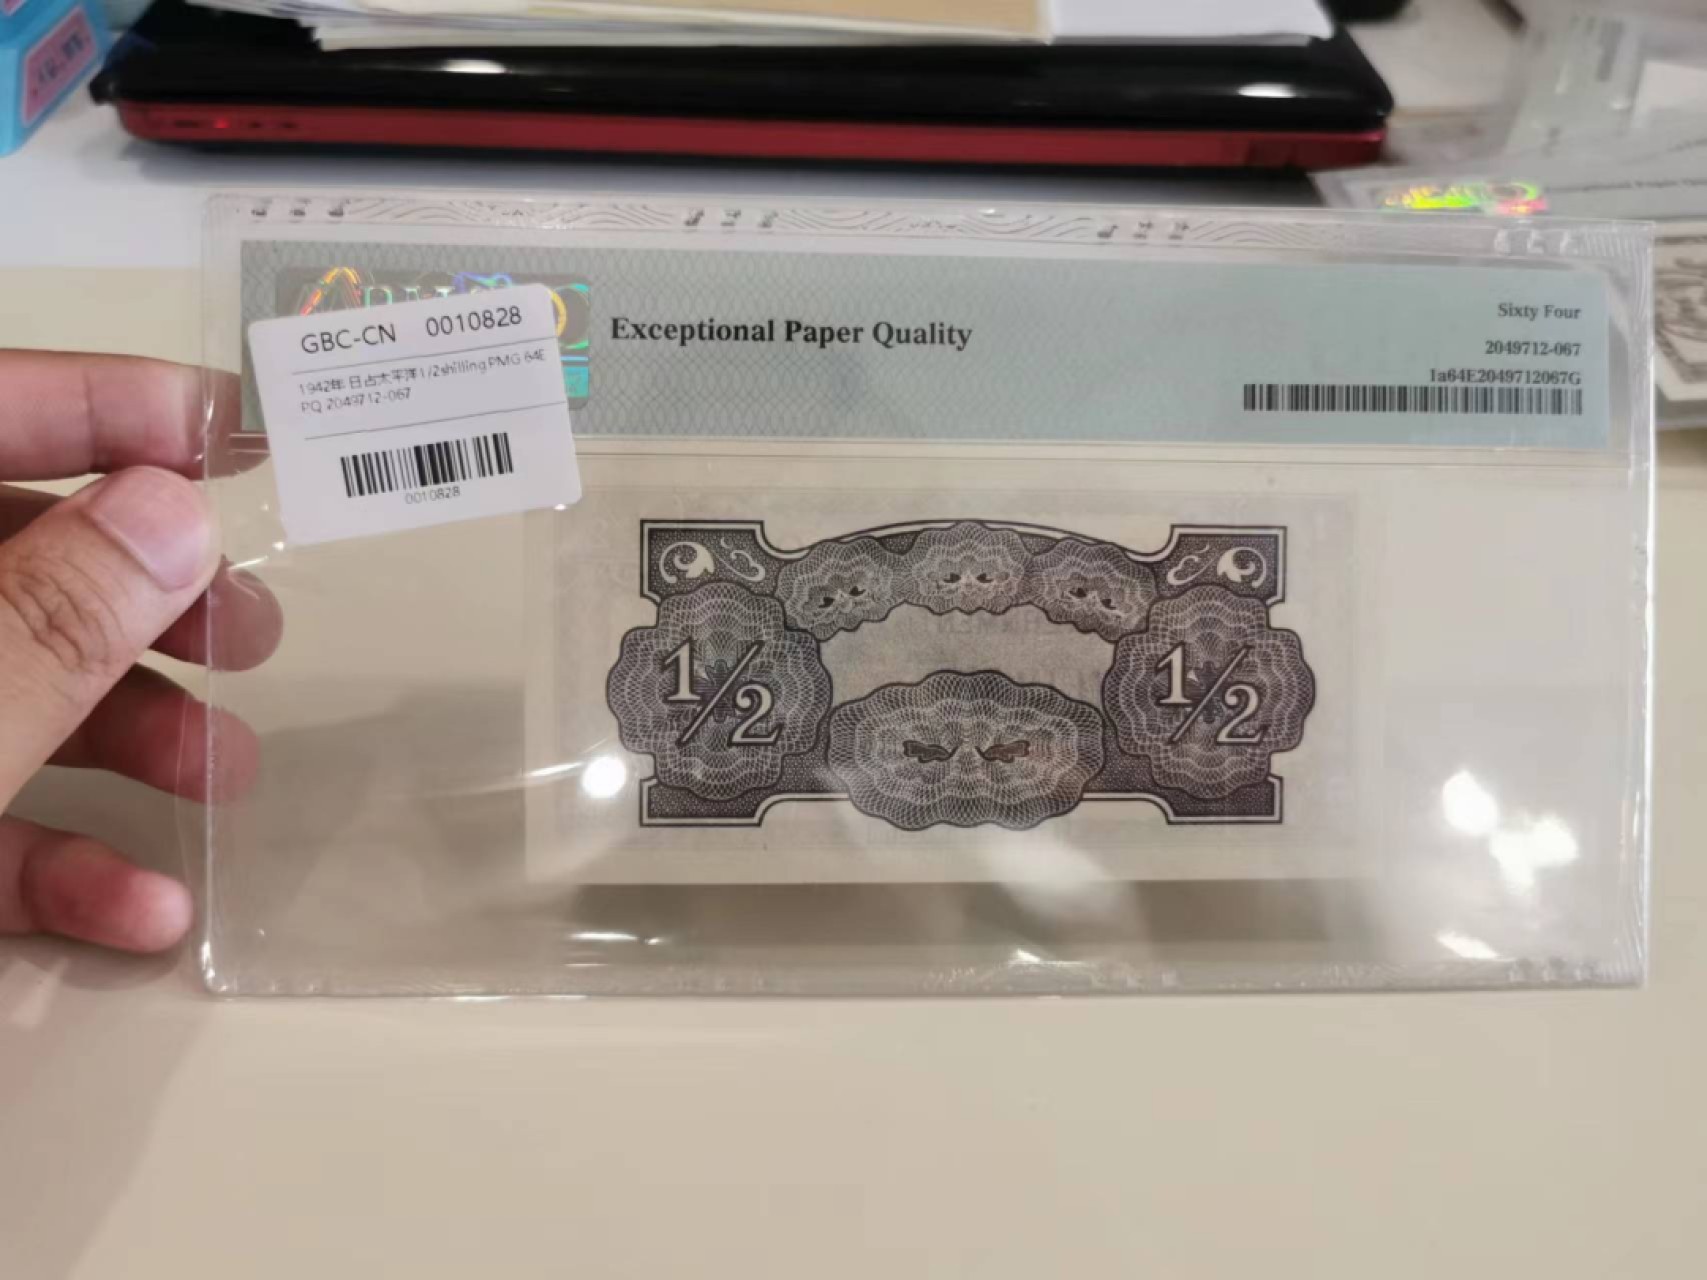 GBC-CN 0010828
1942年 日占太平洋1/2shilling PMG 64E
PQ 2049712-067
0010828
Exceptional Paper Quality
Sixty Four
2049712-067
1a64E2049712067G
1/2
1/2